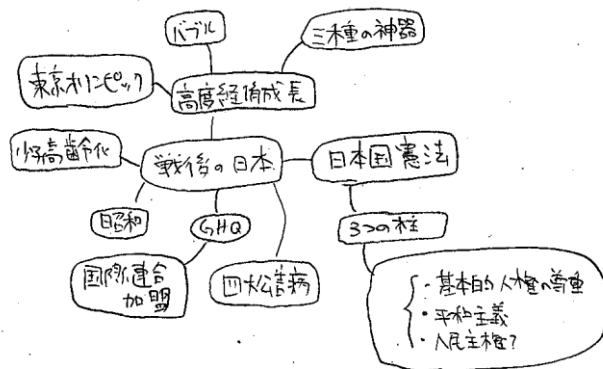 バブル
三種の神器
東京オリンピック
高度経済成長
少子高齢化
戦後の日本
日本国憲法
昭和
GHQ
3つの柱
国際連合
加盟
四大公害病
・基本的人権の尊重
・平和主義
・人民主権?